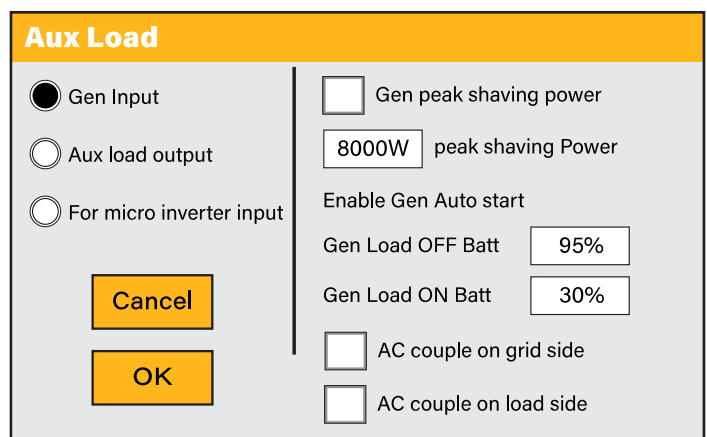 Aux Load
Gen Input
Aux load output
For micro inverter input
Cancel
OK
Gen peak shaving power
8000W peak shaving Power
Enable Gen Auto start
Gen Load OFF Batt 95%
Gen Load ON Batt 30%
AC couple on grid side
AC couple on load side